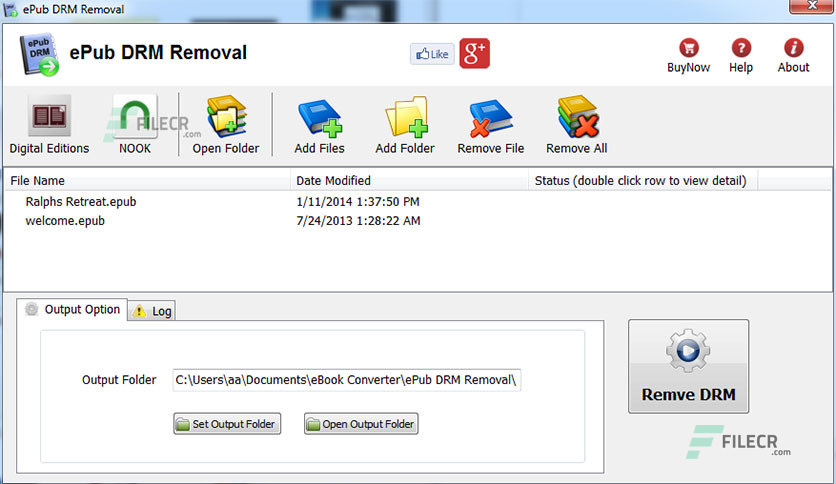 ePub DRM Removal
ePub
DRM
ePub DRM Removal
Like
g+
BuyNow
Help
About
Digital Editions
NOOK
Open Folder
Add Files
Add Folder
Remove File
Remove All
FILECR
.com
File Name
Date Modified
Status (double click row to view detail)
Ralphs Retreat.epub
1/11/2014 1:37:50 PM
welcome.epub
7/24/2013 1:28:22 AM
Output Option
Log
Output Folder
C:\Users\aa\Documents\eBook Converter\ePub DRM Removal\
Set Output Folder
Open Output Folder
Remve DRM
FILECR
.com